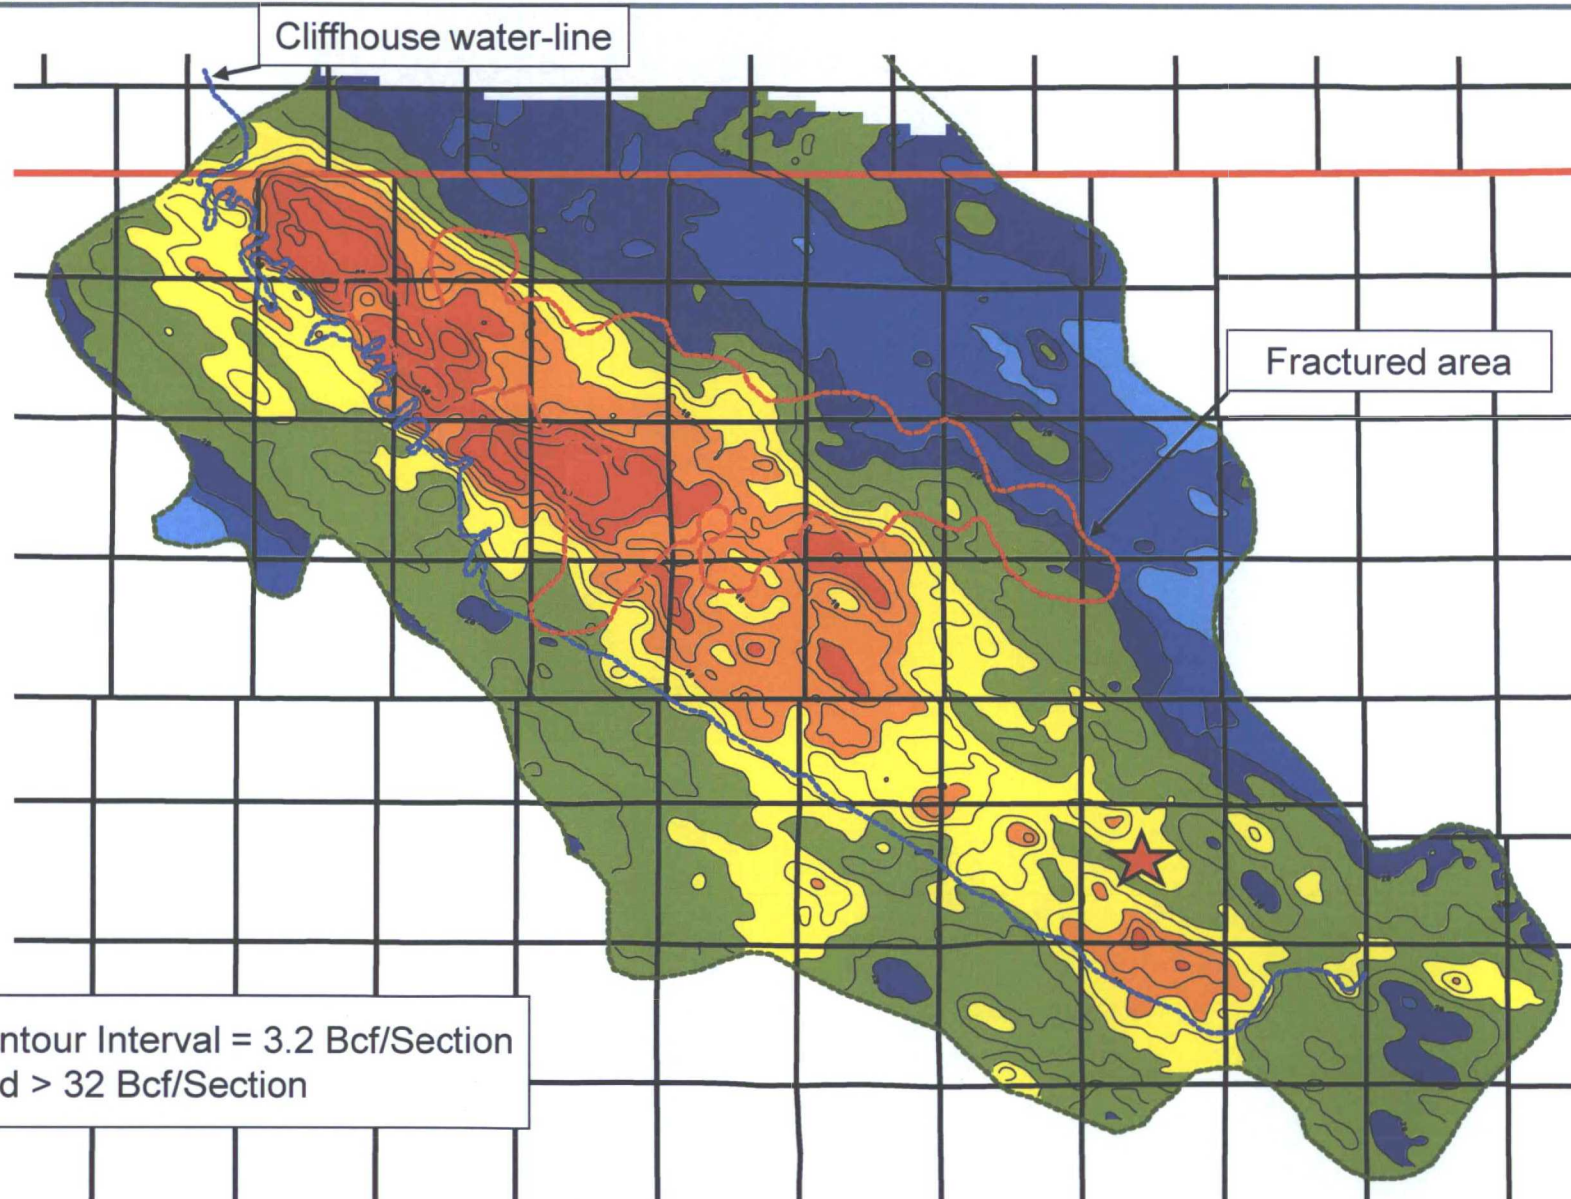 Cliffhouse water-line
Fractured area
ntour Interval = 3.2 Bcf/Section
d > 32 Bcf/Section